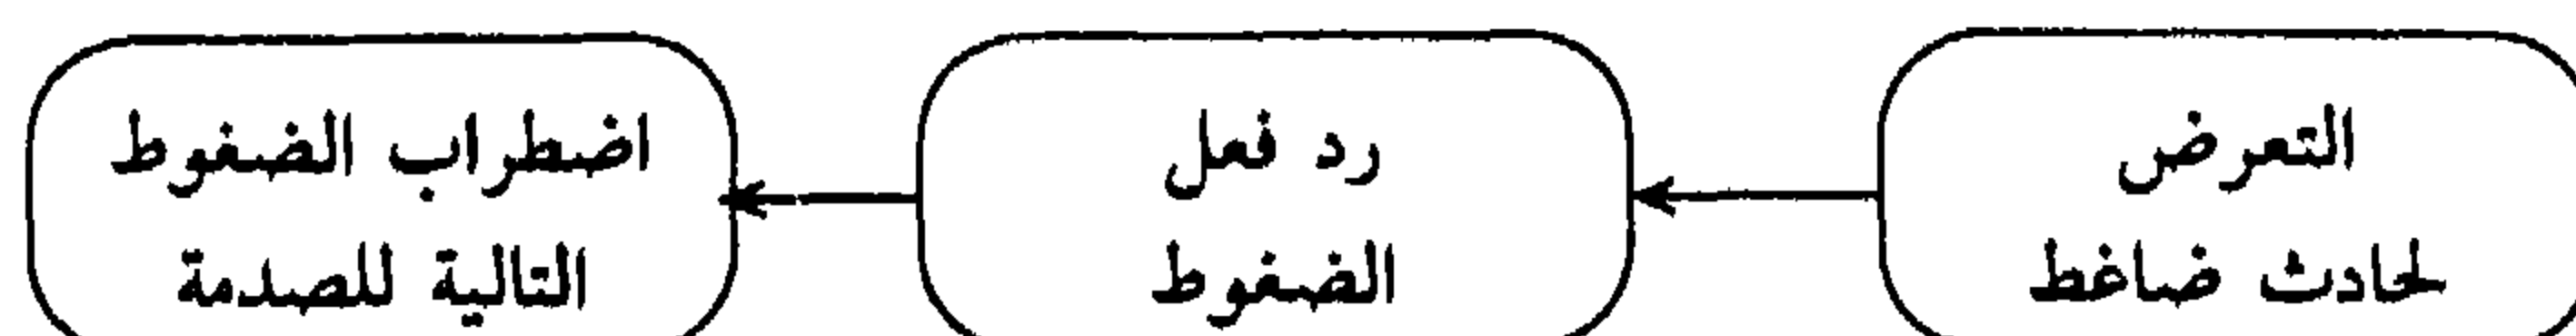 التعرض
لحادث ضاغط
رد فعل
الضغوط
اضطراب الضغوط
التالية للصدمة